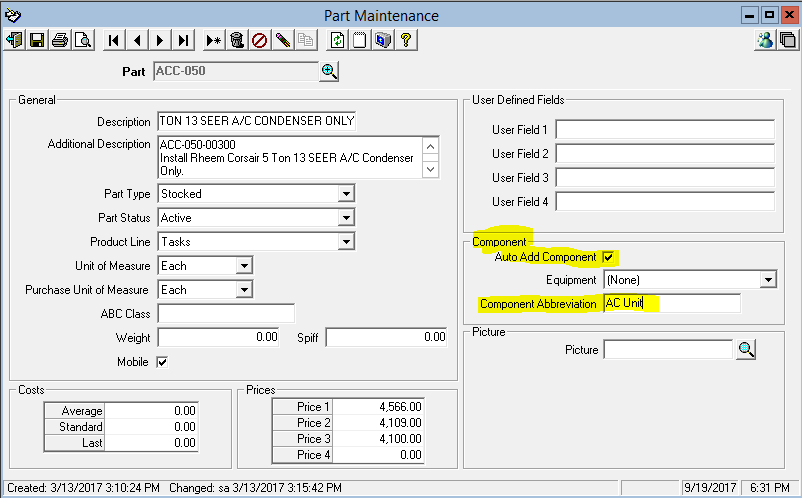 Part Maintenance
Part ACC-050
General
Description TON 13 SEER A/C CONDENSER ONLY
Additional Description ACC-050-00300
Install Rheem Corsair 5 Ton 13 SEER A/C Condenser
Only.
Part Type Stocked
Part Status Active
Product Line Tasks
Unit of Measure Each
Purchase Unit of Measure Each
ABC Class
Weight 0.00 Spiff 0.00
Mobile
User Defined Fields
User Field 1
User Field 2
User Field 3
User Field 4
Component
Auto Add Component
Equipment (None)
Component Abbreviation AC Unit
Picture
Picture
Costs
Average 0.00
Standard 0.00
Last 0.00
Prices
Price 1 4,566.00
Price 2 4,109.00
Price 3 4,100.00
Price 4 0.00
Created: 3/13/2017 3:10:24 PM Changed: sa 3/13/2017 3:15:42 PM 9/19/2017 6:31 PM